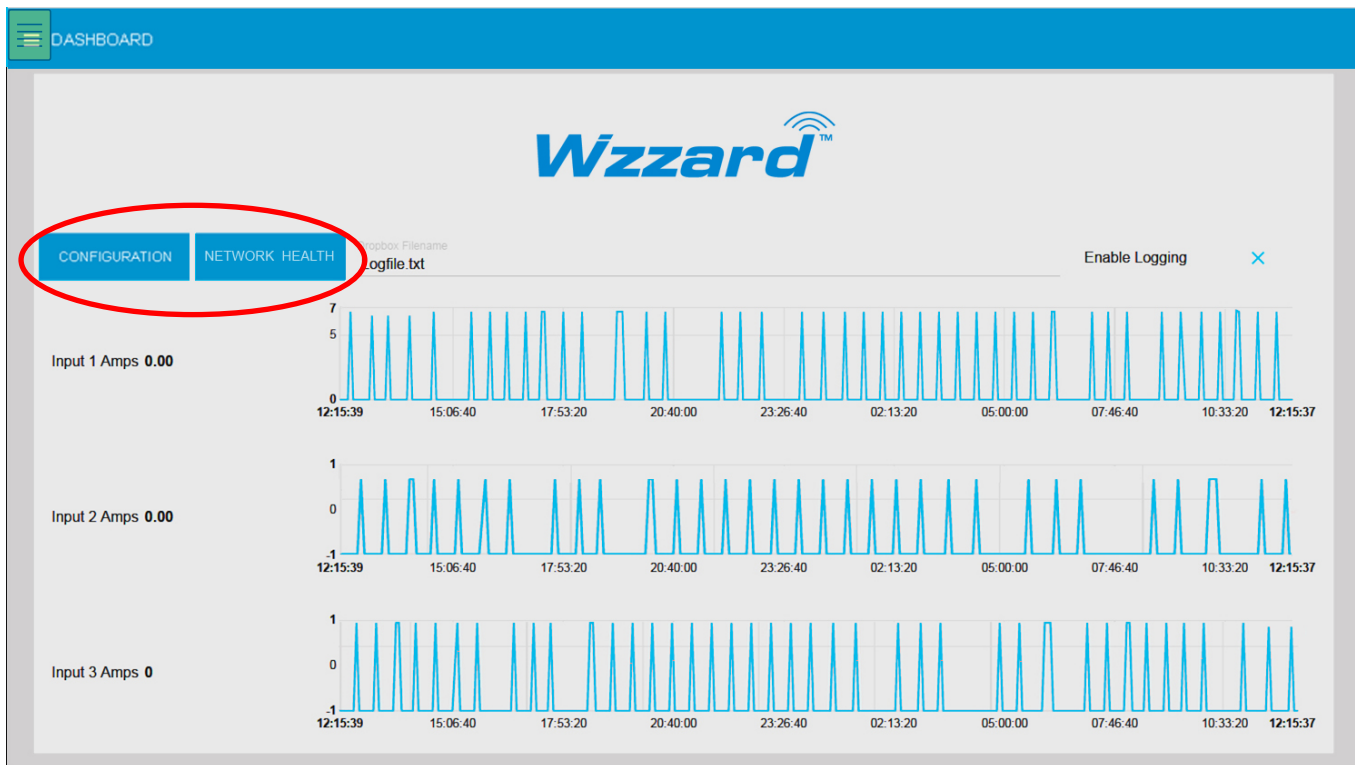 DASHBOARD
Wzzard™
CONFIGURATION
NETWORK HEALTH
ropbox Filename
Logfile.txt
Enable Logging
Input 1 Amps 0.00
7
5
0
12:15:39 15:06:40 17:53:20 20:40:00 23:26:40 02:13:20 05:00:00 07:46:40 10:33:20 12:15:37
Input 2 Amps 0.00
1
0
-1
12:15:39 15:06:40 17:53:20 20:40:00 23:26:40 02:13:20 05:00:00 07:46:40 10:33:20 12:15:37
Input 3 Amps 0
1
0
-1
12:15:39 15:06:40 17:53:20 20:40:00 23:26:40 02:13:20 05:00:00 07:46:40 10:33:20 12:15:37